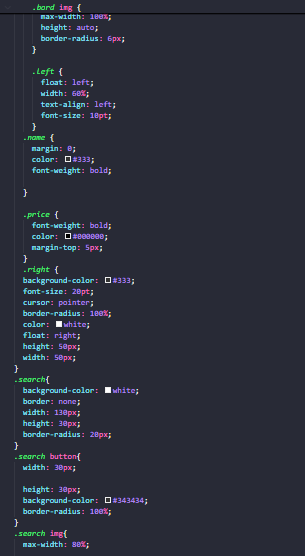 .bord img {
max-width: 100%;
height: auto;
border-radius: 6px;
}
.left {
float: left;
width: 60%;
text-align: left;
font-size: 10pt;
}
.name {
margin: 0;
color: #333;
font-weight: bold;
}
.price {
font-weight: bold;
color: #000000;
margin-top: 5px;
}
.right {
background-color: #333;
font-size: 20pt;
cursor: pointer;
border-radius: 100%;
color: white;
float: right;
height: 50px;
width: 50px;
}
.search{
background-color: white;
border: none;
width: 130px;
height: 30px;
border-radius: 20px;
}
.search button{
width: 30px;
height: 30px;
background-color: #343434;
border-radius: 100%;
}
.search img{
max-width: 80%;